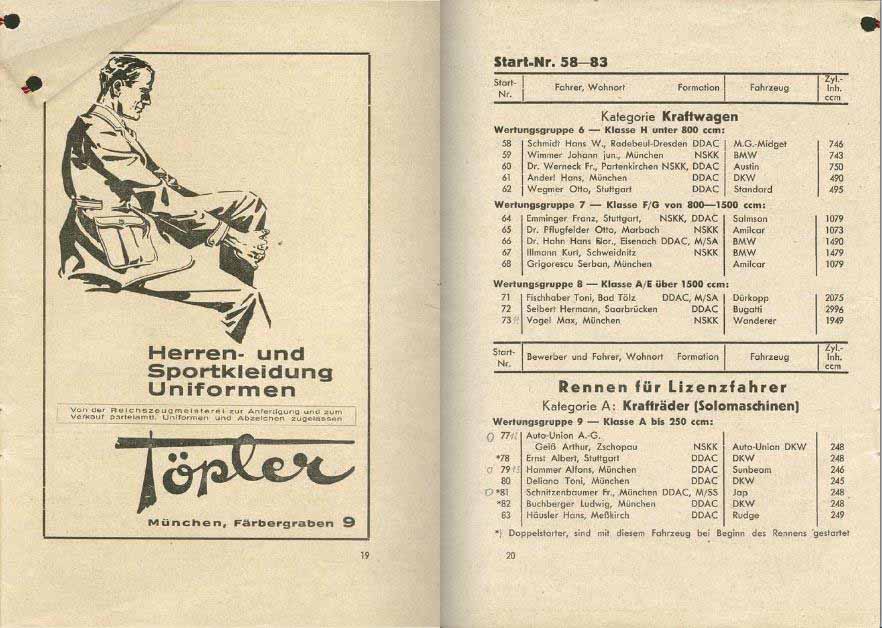 Herren- und
Sportkleidung
Uniformen
Von der Reichszeugmeisterei zur Anfertigung und zum
Verkauf parteiamtl. Uniformen und Abzeichen zugelassen
Töpler
München, Färbergraben 9
19
Start-Nr. 58—83
Start-Nr. Fahrer, Wohnort Formation Fahrzeug Zyl.-Inh. ccm
Kategorie Kraftwagen
Wertungsgruppe 6 — Klasse H unter 800 ccm:
58 Schmidt Hans W., Radebeul-Dresden DDAC M.G.-Midget 746
59 Wimmer Johann jun., München NSKK BMW 743
60 Dr. Werneck Fr., Partenkirchen NSKK, DDAC Austin 750
61 Anderl Hans, München DDAC DKW 490
62 Wegmer Otto, Stuttgart DDAC Standard 495
Wertungsgruppe 7 — Klasse F/G von 800—1500 ccm:
64 Emminger Franz, Stuttgart, NSKK, DDAC Salmson 1079
65 Dr. Pflugfelder Otto, Marbach NSKK Amilcar 1073
66 Dr. Hahn Hans Flor., Eisenach DDAC, M/SA BMW 1490
67 Illmann Kurt, Schweidnitz NSKK BMW 1479
68 Grigorescu Serban, München Amilcar 1079
Wertungsgruppe 8 — Klasse A/E über 1500 ccm:
71 Fischhaber Toni, Bad Tölz DDAC, M/SA Dürkopp 2075
72 Seibert Hermann, Saarbrücken DDAC Bugatti 2996
73 Vogel Max, München NSKK Wanderer 1949
Start-Nr. Bewerber und Fahrer, Wohnort Formation Fahrzeug Zyl.-Inh. ccm
Rennen für Lizenzfahrer
Kategorie A: Krafträder (Solomaschinen)
Wertungsgruppe 9 — Klasse A bis 250 ccm:
77 Auto-Union A.-G.
Geiß Arthur, Zschopau NSKK Auto-Union DKW 248
*78 Ernst Albert, Stuttgart DDAC DKW 248
79 Hammer Alfons, München DDAC Sunbeam 246
80 Deliano Toni, München DDAC DKW 245
*81 Schnitzenbaumer Fr., München DDAC, M/SS Jap 248
*82 Buchberger Ludwig, München DDAC DKW 248
83 Häusler Hans, Meßkirch DDAC Rudge 249
*) Doppelstarter, sind mit diesem Fahrzeug bei Beginn des Rennens gestartet
20